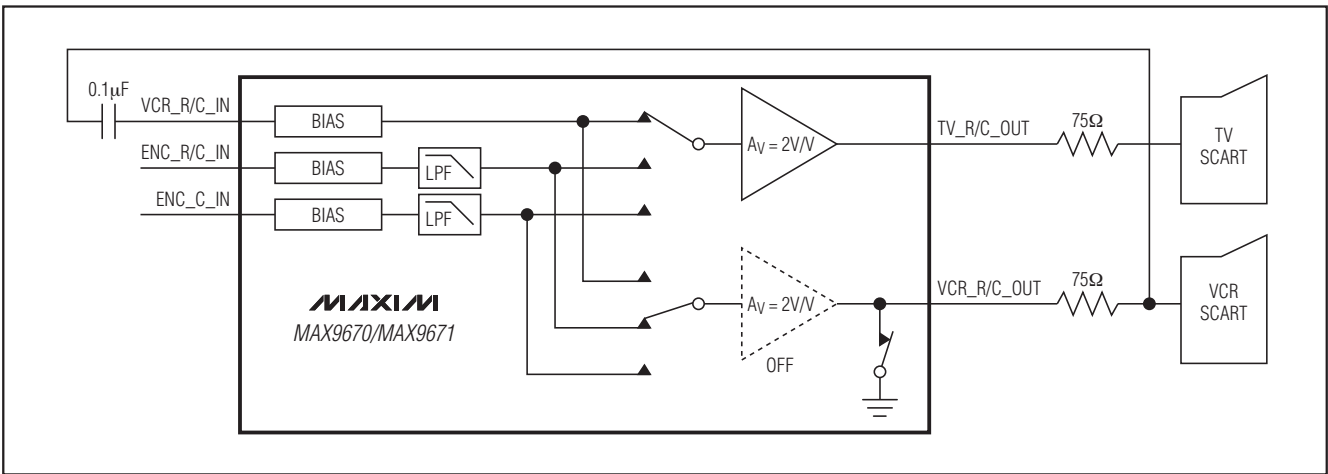 0.1µF
VCR_R/C_IN
BIAS
ENC_R/C_IN
BIAS
LPF
ENC_C_IN
BIAS
LPF
AV = 2V/V
TV_R/C_OUT
75Ω
TV
SCART
MAXIM
MAX9670/MAX9671
AV = 2V/V
OFF
VCR_R/C_OUT
75Ω
VCR
SCART